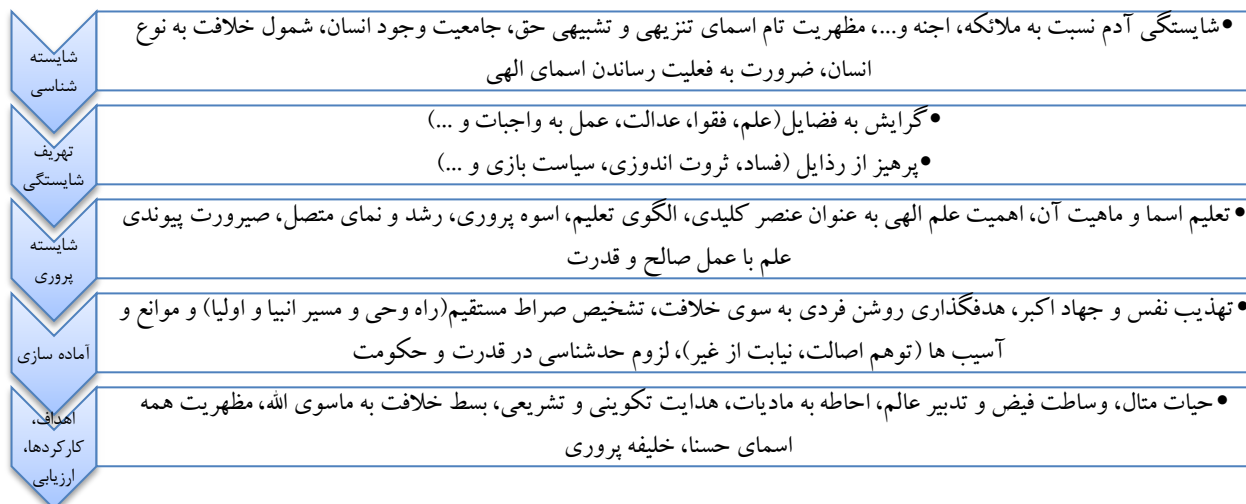 شایسته
شناسی
•شایستگی آدم نسبت به ملائکه، اجنه و...، مظهریت تام اسمای تنزیهی و تشبیهی حق، جامعیت وجود انسان، شمول خلافت به نوع
انسان، ضرورت به فعلیت رساندن اسمای الهی
تهریف
شایستگی
•گرایش به فضایل(علم، فقوا، عدالت، عمل به واجبات و ...)
•پرهیز از رذایل (فساد، ثروت اندوزی، سیاست بازی و ...)
شایسته
پروری
•تعلیم اسما و ماهیت آن، اهمیت علم الهی به عنوان عنصر کلیدی، الگوی تعلیم، اسوه پروری، رشد و نمای متصل، صیرورت پیوندی
علم با عمل صالح و قدرت
آماده سازی
•تهذیب نفس و جهاد اکبر، هدفگذاری روشن فردی به سوی خلافت، تشخیص صراط مستقیم(راه وحی و مسیر انبیا و اولیا) و موانع و
آسیب ها (توهم اصالت، نیابت از غیر)، لزوم حدشناسی در قدرت و حکومت
اهداف،
کارکردها،
ارزیابی
•حیات متال، وساطت فیض و تدبیر عالم، احاطه به مادیات، هدایت تکوینی و تشریعی، بسط خلافت به ماسوی الله، مظهریت همه
اسمای حسنا، خلیفه پروری